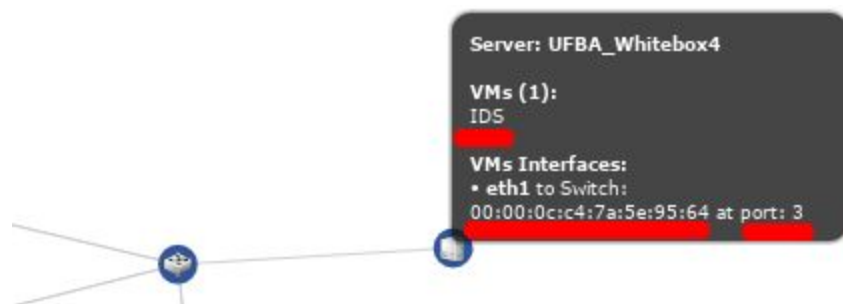 Server: UFBA_Whitebox4
VMs (1):
IDS
VMs Interfaces:
• eth1 to Switch:
00:00:0c:c4:7a:5e:95:64 at port: 3